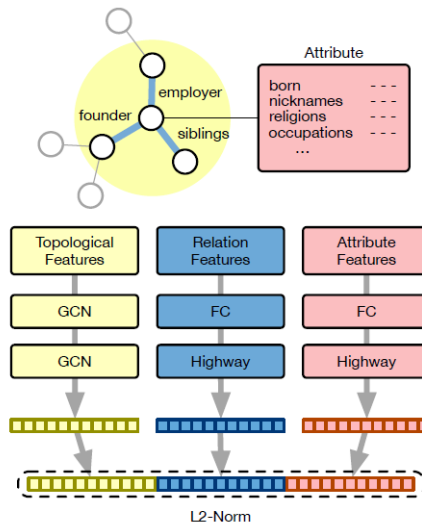 Attribute
employer
founder
siblings
born - - -
nicknames - - -
religions - - -
occupations - - -
...
Topological Features
Relation Features
Attribute Features
GCN
FC
FC
GCN
Highway
Highway
L2-Norm